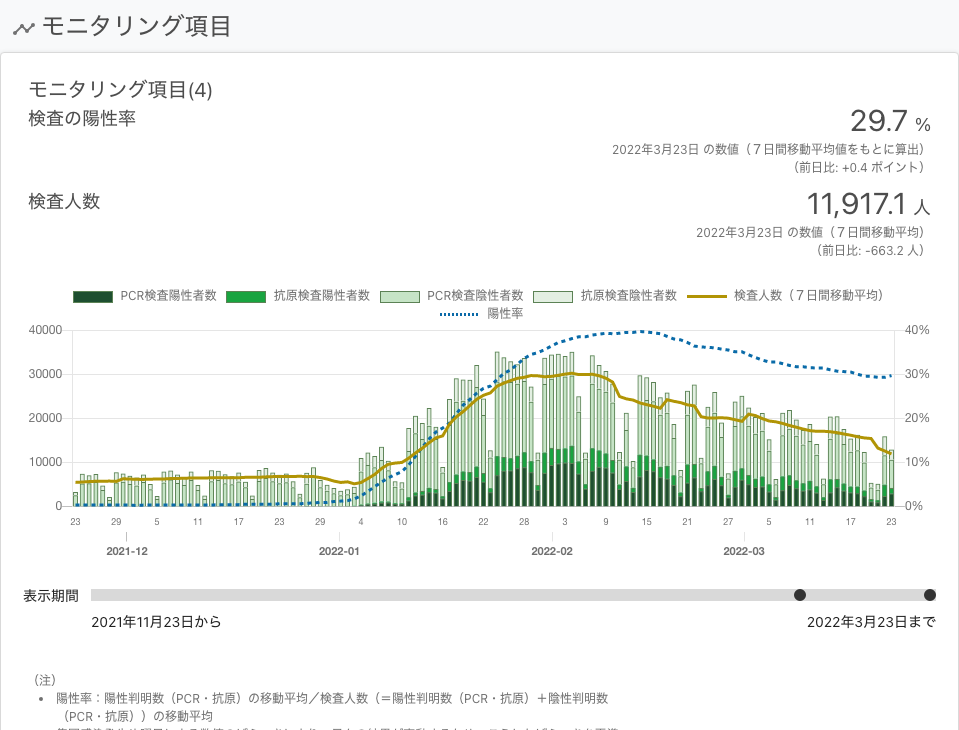 モニタリング項目
モニタリング項目(4)
検査の陽性率
29.7 %
2022年3月23日 の数値（７日間移動平均値をもとに算出）
（前日比: +0.4 ポイント）
検査人数
11,917.1 人
2022年3月23日 の数値（７日間移動平均）
（前日比: -663.2 人）
PCR検査陽性者数 抗原検査陽性者数 PCR検査陰性者数 抗原検査陰性者数 検査人数（７日間移動平均）
陽性率
40000 40%
30000 30%
20000 20%
10000 10%
0 0%
23 29 5 11 17 23 29 4 10 16 22 28 3 9 15 21 27 5 11 17 23
2021-12 2022-01 2022-02 2022-03
表示期間
2021年11月23日から 2022年3月23日まで
（注）
• 陽性率：陽性判明数（PCR・抗原）の移動平均／検査人数（＝陽性判明数（PCR・抗原）＋陰性判明数
（PCR・抗原））の移動平均